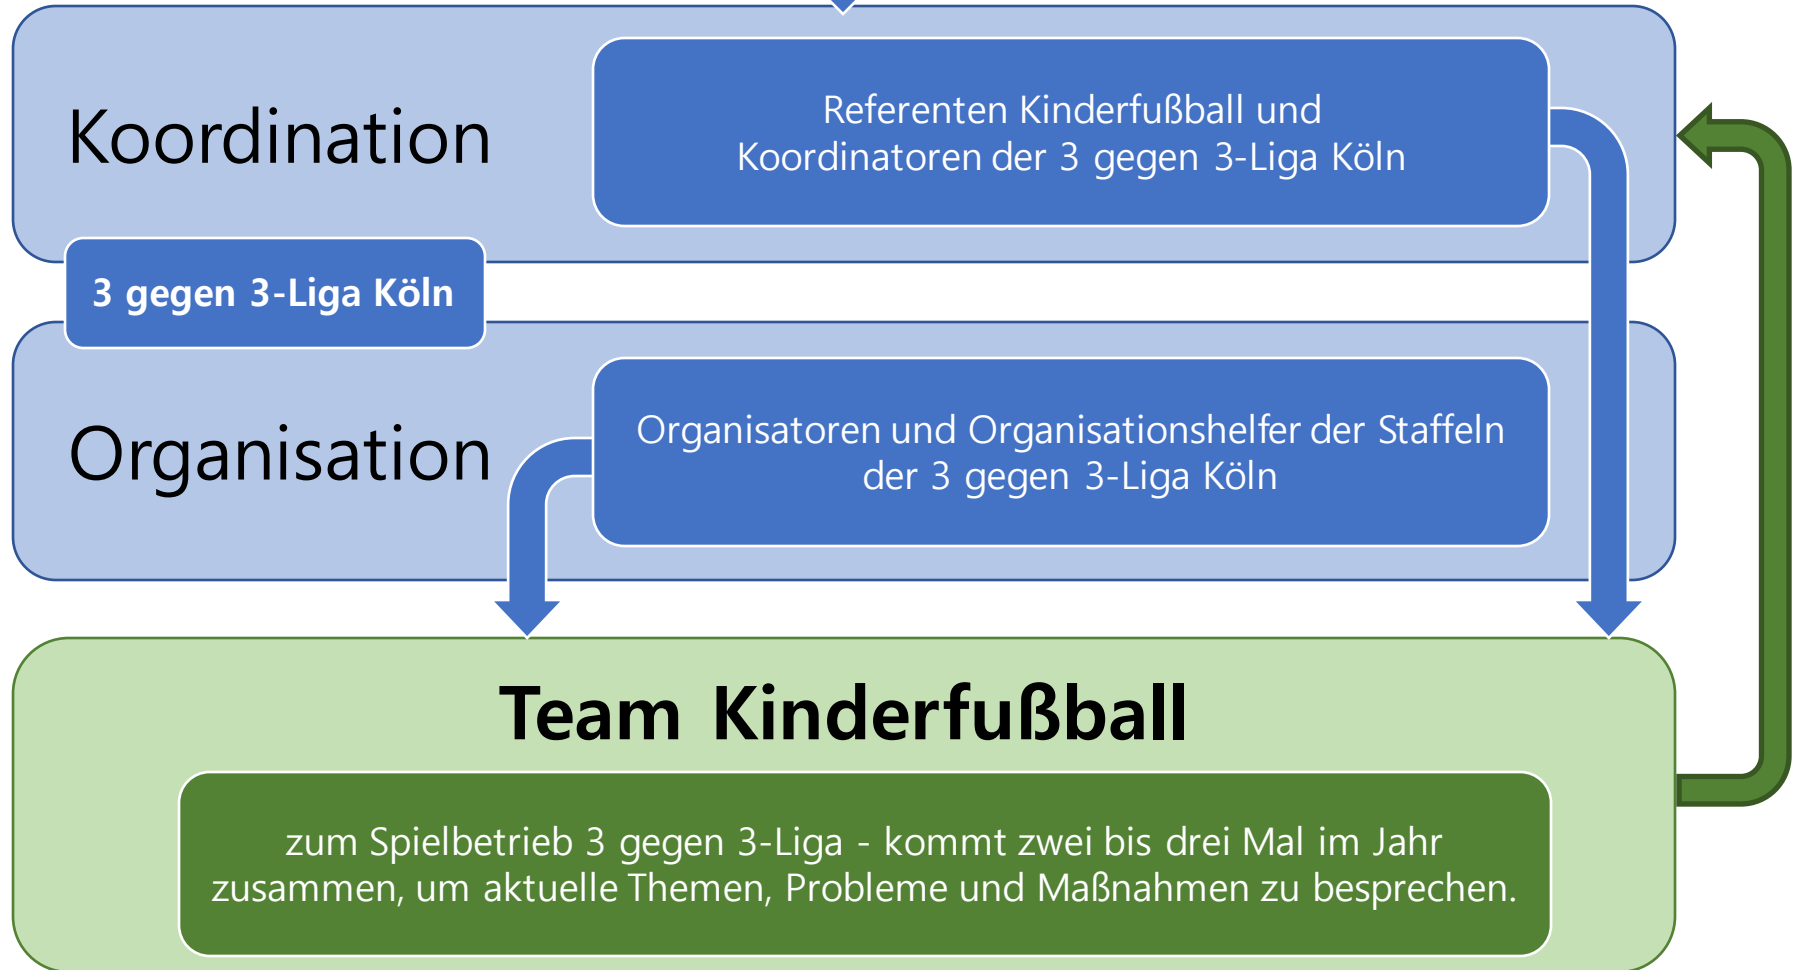 Koordination
Referenten Kinderfußball und
Koordinatoren der 3 gegen 3-Liga Köln
3 gegen 3-Liga Köln
Organisation
Organisatoren und Organisationshelfer der Staffeln
der 3 gegen 3-Liga Köln
Team Kinderfußball
zum Spielbetrieb 3 gegen 3-Liga - kommt zwei bis drei Mal im Jahr
zusammen, um aktuelle Themen, Probleme und Maßnahmen zu besprechen.